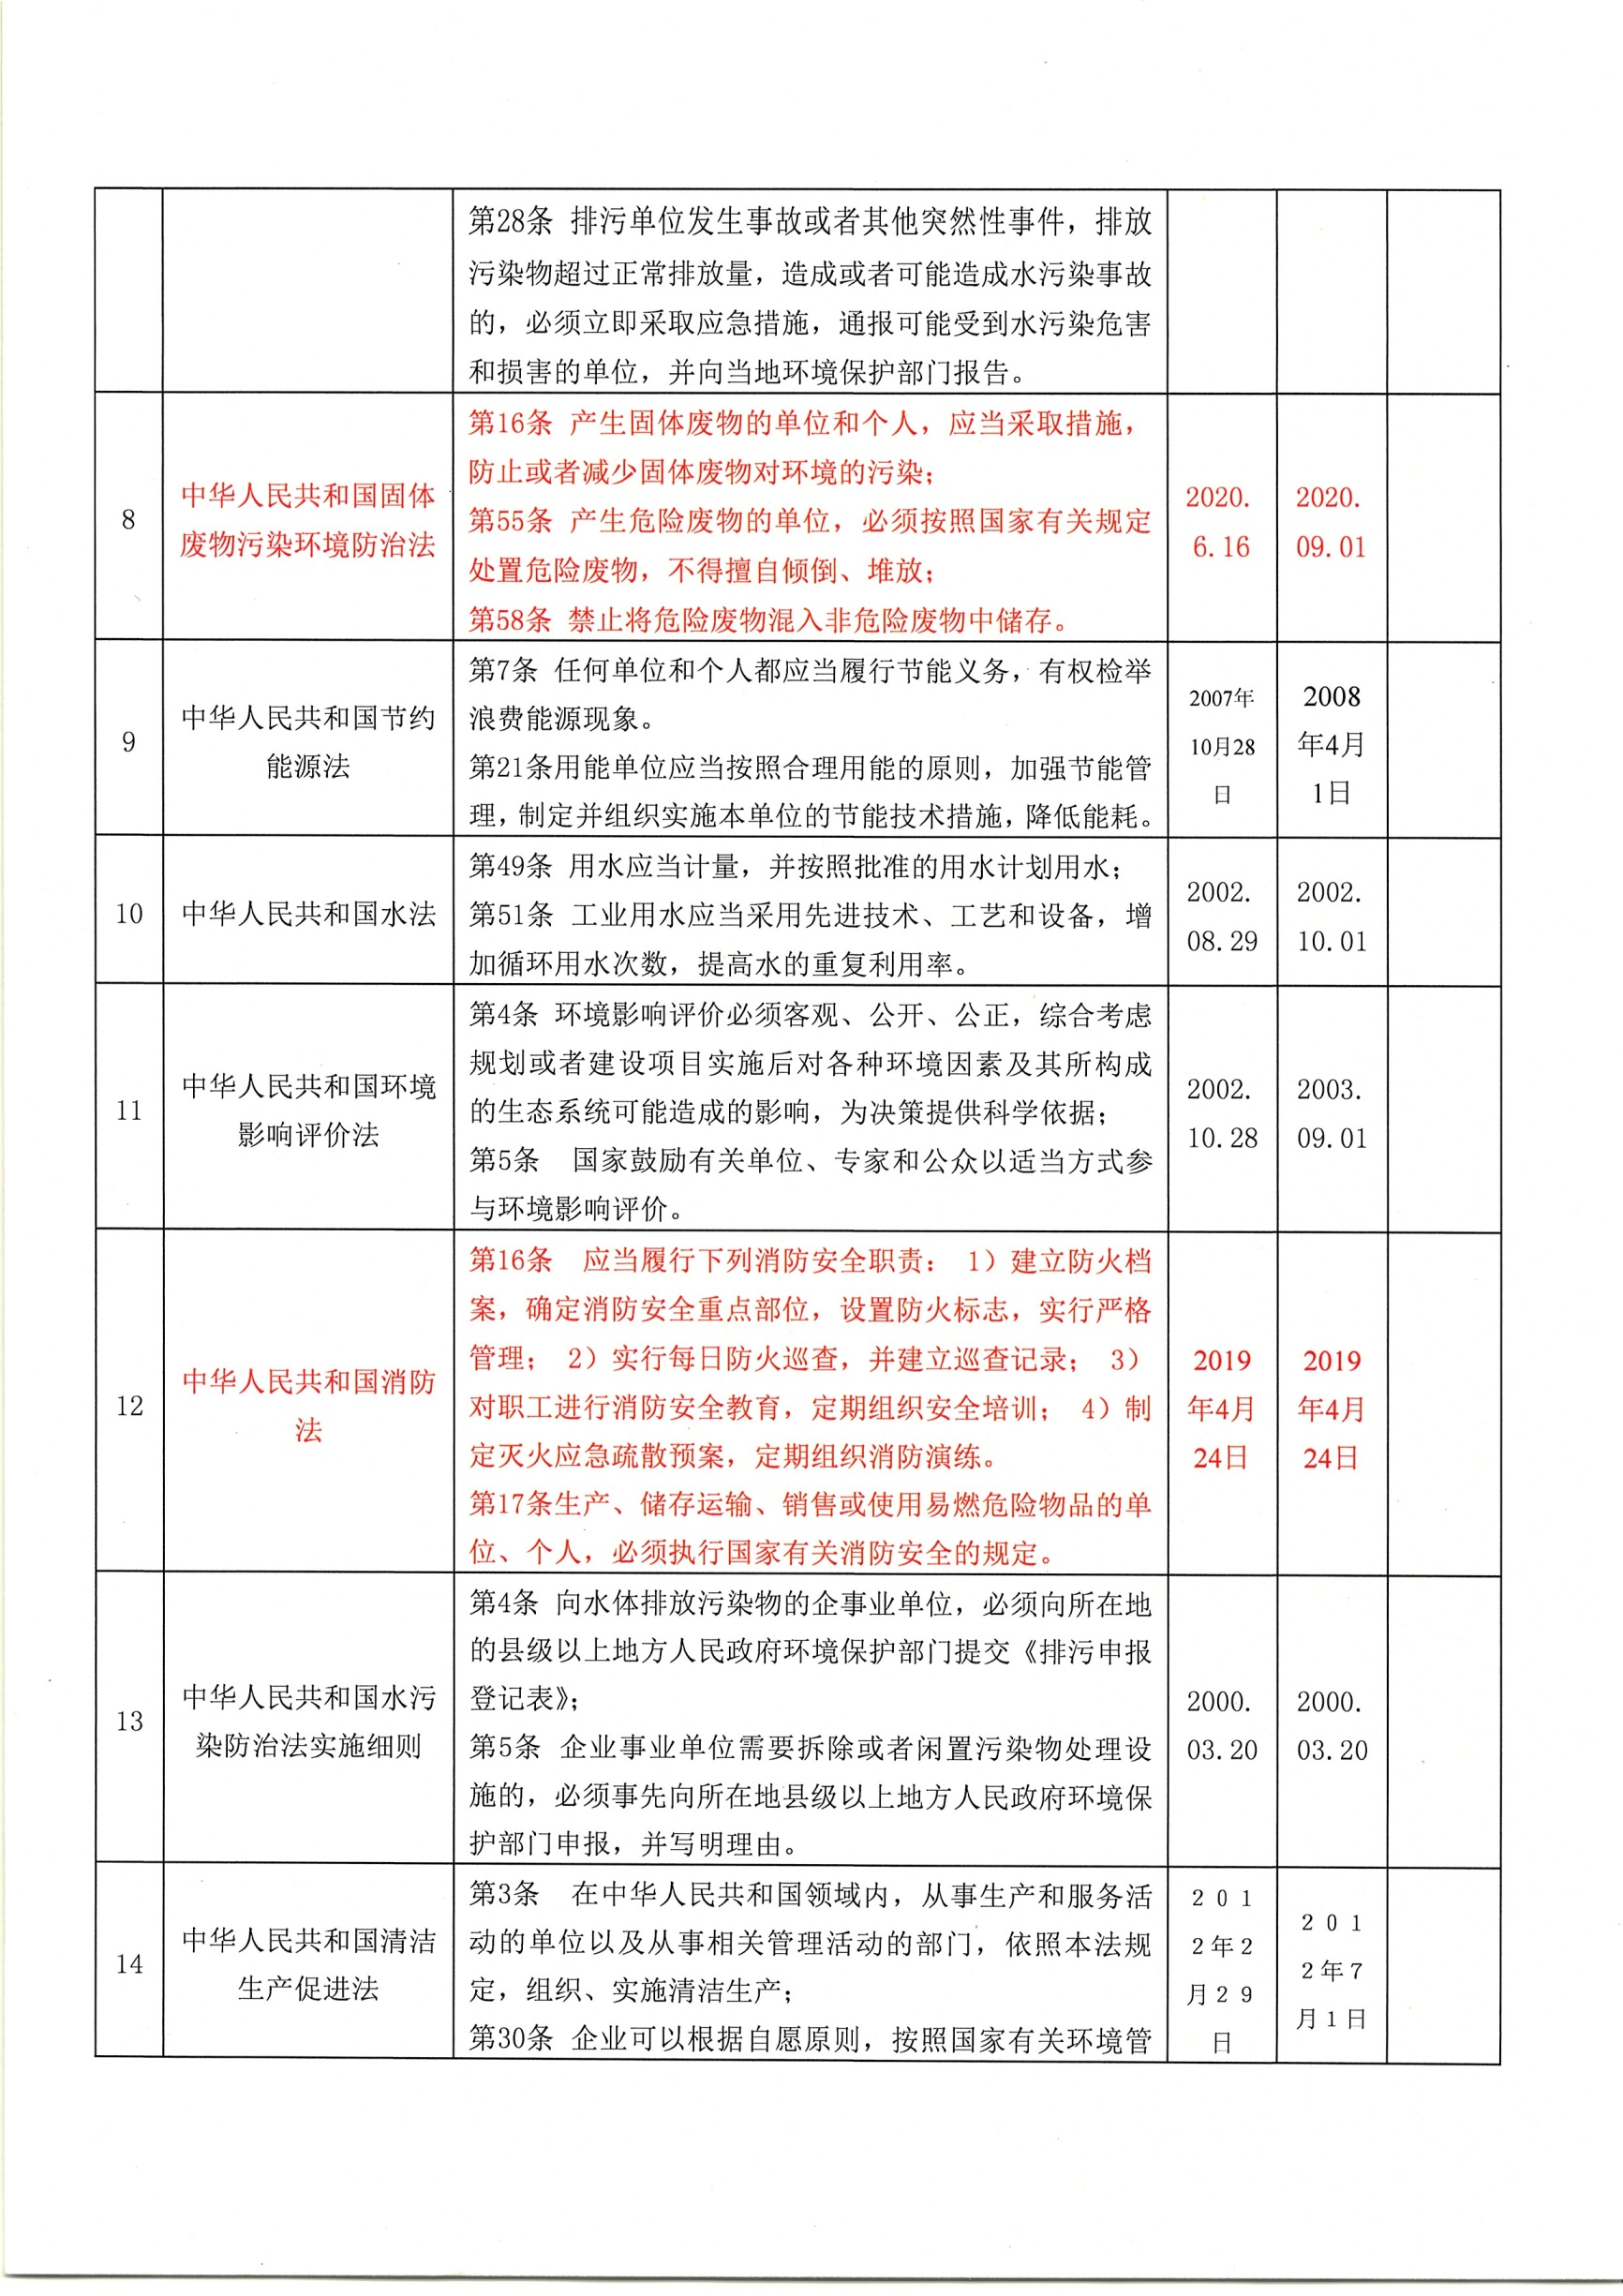 第28条 排污单位发生事故或者其他突然性事件，排放
污染物超过正常排放量，造成或者可能造成水污染事故
的，必须立即采取应急措施，通报可能受到水污染危害
和损害的单位，并向当地环境保护部门报告。
8
中华人民共和国固体
废物污染环境防治法
第16条 产生固体废物的单位和个人，应当采取措施，
防止或者减少固体废物对环境的污染；
第55条 产生危险废物的单位，必须按照国家有关规定
处置危险废物，不得擅自倾倒、堆放；
第58条 禁止将危险废物混入非危险废物中储存。
2020.
6.16
2020.
09.01
9
中华人民共和国节约
能源法
第7条 任何单位和个人都应当履行节能义务，有权检举
浪费能源现象。
第21条用能单位应当按照合理用能的原则，加强节能管
理，制定并组织实施本单位的节能技术措施，降低能耗。
2007年
10月28
日
2008
年4月
1日
10
中华人民共和国水法
第49条 用水应当计量，并按照批准的用水计划用水；
第51条 工业用水应当采用先进技术、工艺和设备，增
加循环用水次数，提高水的重复利用率。
2002.
08.29
2002.
10.01
11
中华人民共和国环境
影响评价法
第4条 环境影响评价必须客观、公开、公正，综合考虑
规划或者建设项目实施后对各种环境因素及其所构成
的生态系统可能造成的影响，为决策提供科学依据；
第5条 国家鼓励有关单位、专家和公众以适当方式参
与环境影响评价。
2002.
10.28
2003.
09.01
12
中华人民共和国消防
法
第16条 应当履行下列消防安全职责： 1）建立防火档
案，确定消防安全重点部位，设置防火标志，实行严格
管理； 2）实行每日防火巡查，并建立巡查记录； 3）
对职工进行消防安全教育，定期组织安全培训； 4）制
定灭火应急疏散预案，定期组织消防演练。
第17条生产、储存运输、销售或使用易燃危险物品的单
位、个人，必须执行国家有关消防安全的规定。
2019
年4月
24日
2019
年4月
24日
13
中华人民共和国水污
染防治法实施细则
第4条 向水体排放污染物的企事业单位，必须向所在地
的县级以上地方人民政府环境保护部门提交《排污申报
登记表》；
第5条 企业事业单位需要拆除或者闲置污染物处理设
施的，必须事先向所在地县级以上地方人民政府环境保
护部门申报，并写明理由。
2000.
03.20
2000.
03.20
14
中华人民共和国清洁
生产促进法
第3条 在中华人民共和国领域内，从事生产和服务活
动的单位以及从事相关管理活动的部门，依照本法规
定，组织、实施清洁生产；
第30条 企业可以根据自愿原则，按照国家有关环境管
２０１
２年２
月２９
日
２０１
２年７
月１日